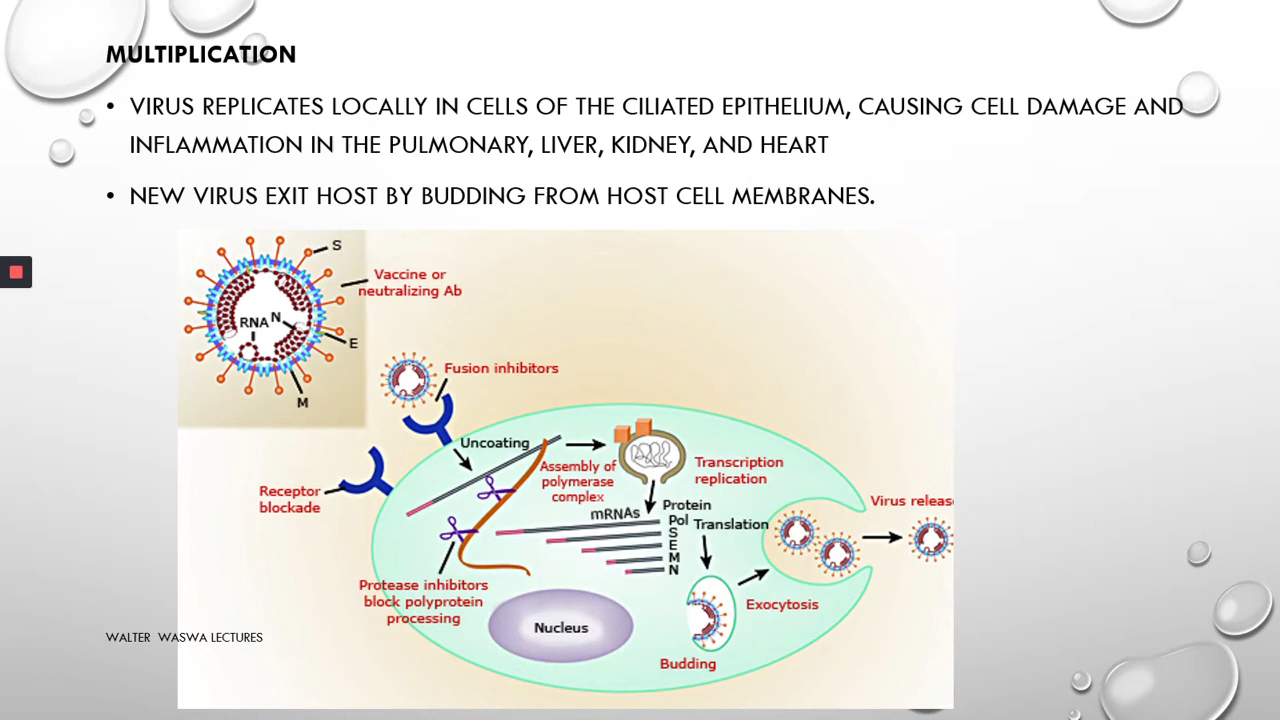 MULTIPLICATION
• VIRUS REPLICATES LOCALLY IN CELLS OF THE CILIATED EPITHELIUM, CAUSING CELL DAMAGE AND
INFLAMMATION IN THE PULMONARY, LIVER, KIDNEY, AND HEART
• NEW VIRUS EXIT HOST BY BUDDING FROM HOST CELL MEMBRANES.
S
Vaccine or
neutralizing Ab
RNA N
E
M
Fusion inhibitors
Uncoating
Assembly of
polymerase
complex
Transcription
replication
Receptor
blockade
mRNAs
Protein
Pol
S
E
M
N
Translation
Virus releas
Protease inhibitors
block polyprotein
processing
Exocytosis
Nucleus
Budding
WALTER WASWA LECTURES